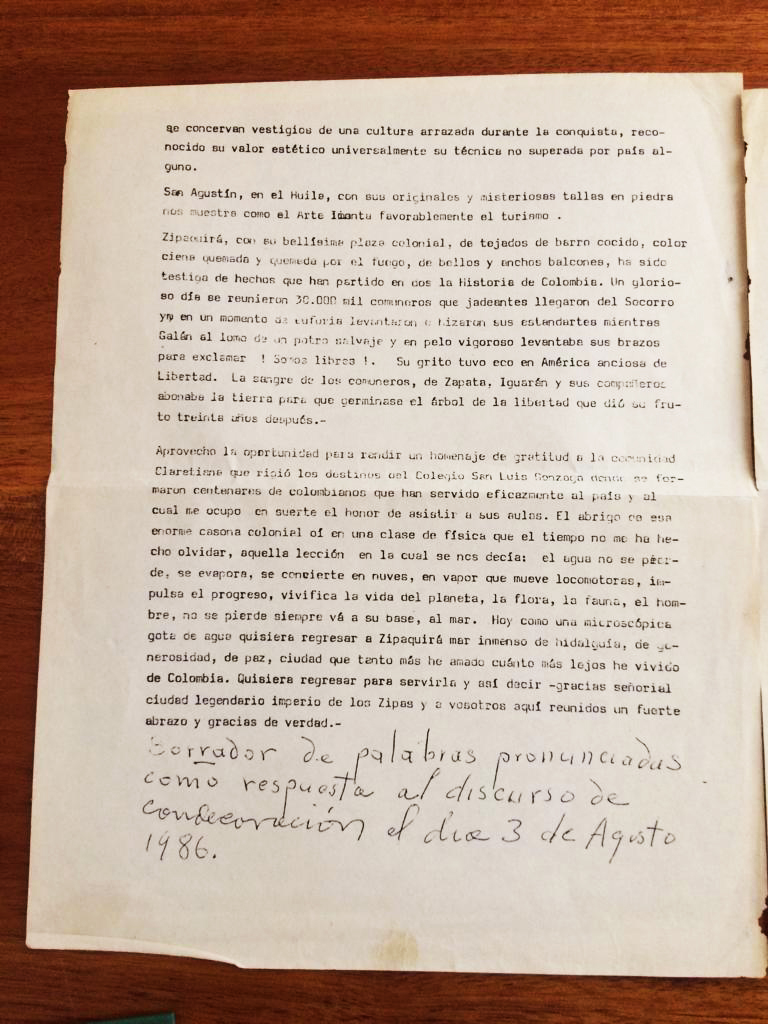 se concervan vestigios de una cultura arrazada durante la conquista, reco-
nocido su valor estético universalmente su técnica no superada por país al-
guno.
San Agustín, en el Huila, con sus originales y misteriosas tallas en piedra
nos muestra como el Arte favorablemente el turismo .
Zipaquirá, con su bellísima plaza colonial, de tejados de barro cocido, color
ciena quemada y quemada por el fuego, de bellos y anchos balcones, ha sido
testiga de hechos que han partido en dos la Historia de Colombia. Un glorio-
so día se reunieron 30.000 mil comuneros que jadeantes llegaron del Socorro
y en un momento de euforia levantaron e hizaron sus estandartes mientras
Galán al lomo de un potro salvaje y en pelo vigoroso levantaba sus brazos
para exclamar ! Somos libres !. Su grito tuvo eco en América anciosa de
Libertad. La sangre de los comuneros, de Zapata, Iguarán y sus compañeros
abonaba la tierra para que germinase el árbol de la libertad que dió su fru-
to treinta años después.-
Aprovecho la oportunidad para rendir un homenaje de gratitud a la comunidad
Claretiana que rigió los destinos del Colegio San Luis Gonzaga donde se for-
maron centenares de colombianos que han servido eficazmente al país y al
cual me ocupo en suerte el honor de asistir a sus aulas. El abrigo de esa
enorme casona colonial oí en una clase de física que el tiempo no me ha he-
cho olvidar, aquella lección en la cual se nos decía: el agua no se pier-
de, se evapora, se concierte en nuves, en vapor que mueve locomotoras, im-
pulsa el progreso, vivifica la vida del planeta, la flora, la fauna, el hom-
bre, no se pierde siempre vá a su base, al mar. Hoy como una microscópica
gota de agua quisiera regresar a Zipaquirá mar inmenso de hidalguía, de ge-
nerosidad, de paz, ciudad que tanto más he amado cuánto más lejos he vivido
de Colombia. Quisiera regresar para servirla y así decir -gracias señorial
ciudad legendario imperio de los Zipas y a vosotros aquí reunidos un fuerte
abrazo y gracias de verdad.-
Borrador de palabras pronunciadas
como respuesta al discurso de
condecoración el día 3 de Agosto
1986.